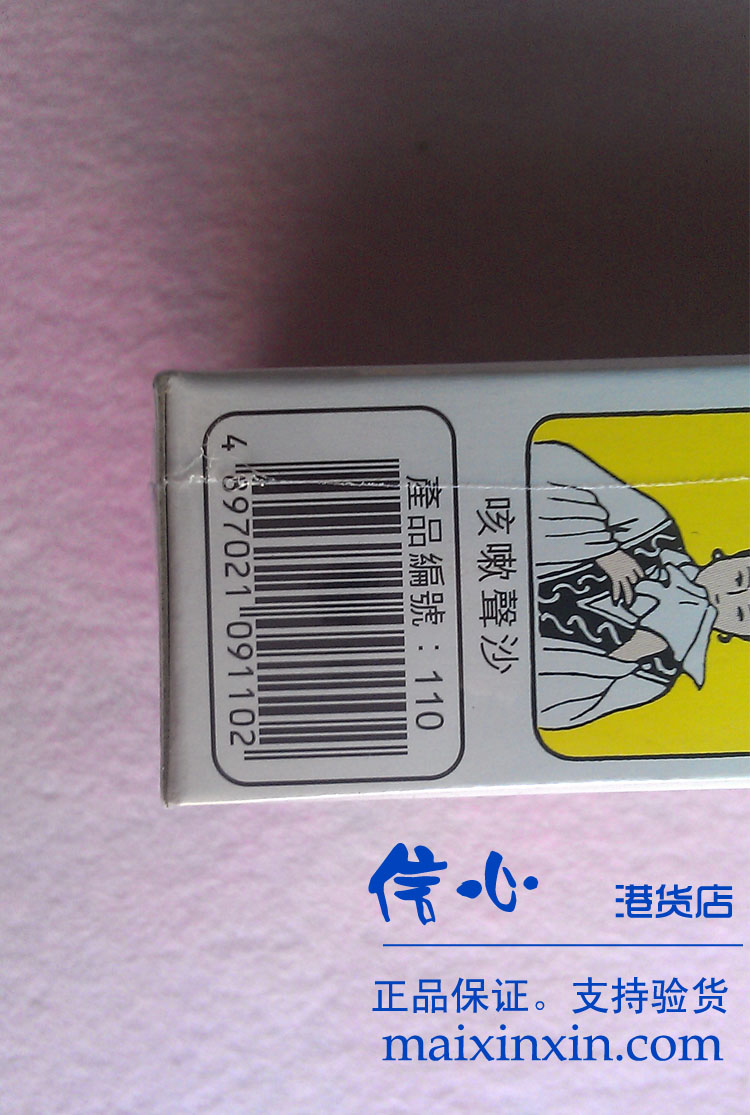 產品編號：110
4 897021 091102
咳嗽聲沙
信心 港货店
正品保证。支持验货
maixinxin.com